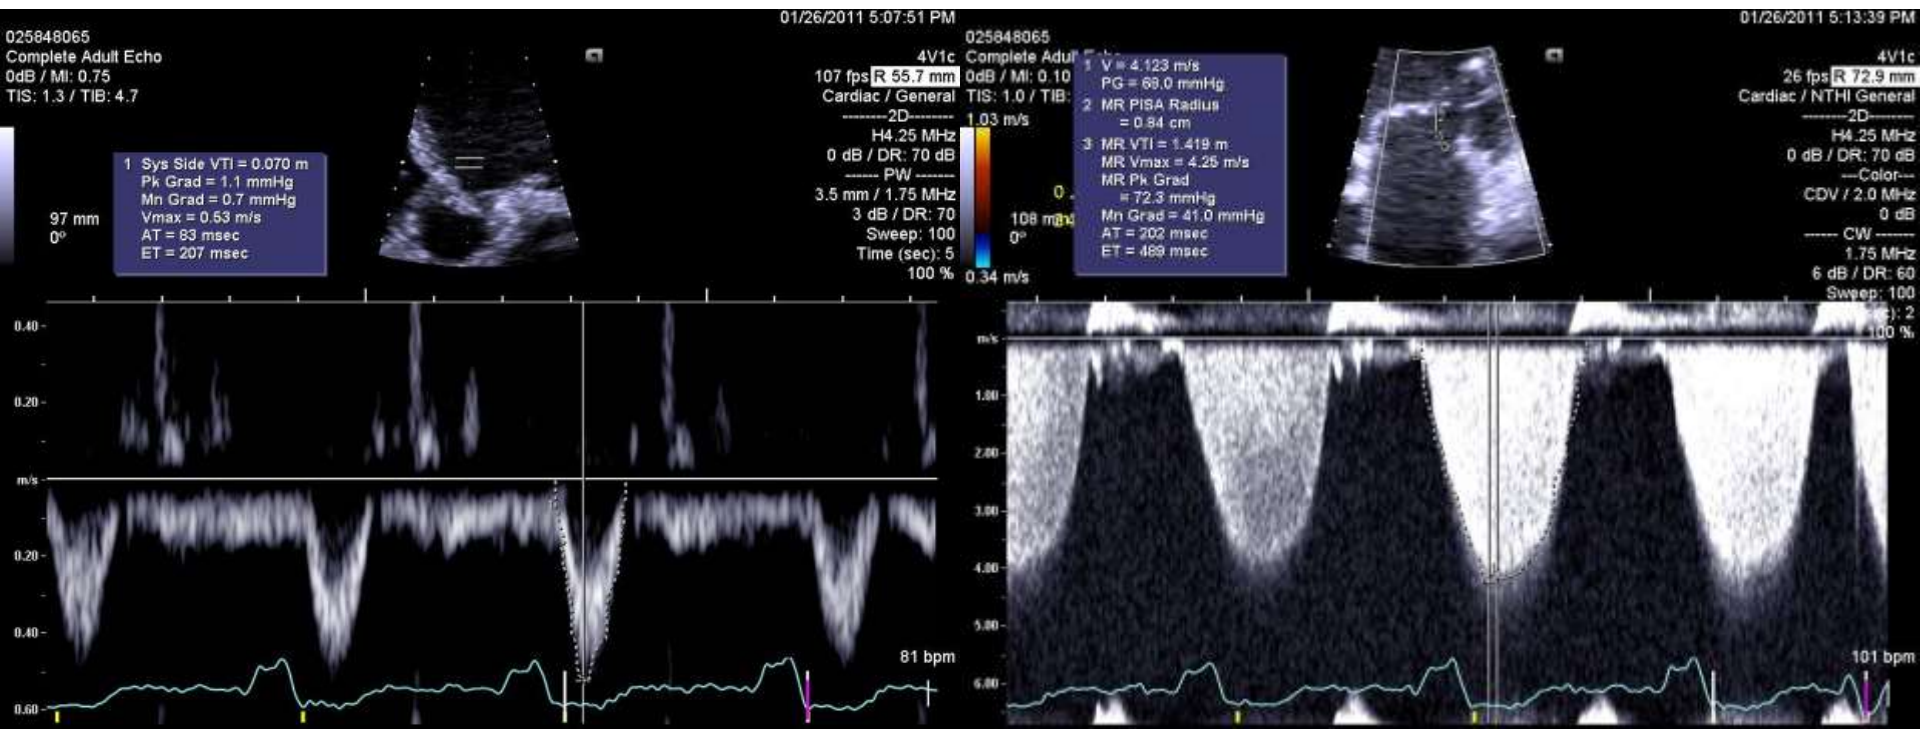 01/26/2011 5:07:51 PM
025848065
Complete Adult Echo
0dB / MI: 0.75
TIS: 1.3 / TIB: 4.7
4V1c
107 fps R 55.7 mm
Cardiac / General
--------2D--------
H4.25 MHz
0 dB / DR: 70 dB
-- PW -------
3.5 mm / 1.75 MHz
3 dB / DR: 70
Sweep: 100
Time (sec): 5
100 %
1 Sys Side VTI = 0.070 m
Pk Grad = 1.1 mmHg
Mn Grad = 0.7 mmHg
Vmax = 0.53 m/s
AT = 83 msec
ET = 207 msec
97 mm
0°
0.40
0.20
m/s
0.20
0.40
81 bpm
0.60
01/26/2011 5:13:39 PM
025848065
Complete Adul
0dB / MI: 0.10
TIS: 1.0 / TIB:
1.03 m/s
0
108 m
0°
0.34 m/s
1 V = 4.123 m/s
PG = 68.0 mmHg
2 MR PISA Radius
= 0.84 cm
3 MR VTI = 1.419 m
MR Vmax = 4.25 m/s
MR Pk Grad
= 72.3 mmHg
Mn Grad = 41.0 mmHg
AT = 202 msec
ET = 489 msec
4V1c
26 fps R 72.9 mm
Cardiac / NTHI General
--------2D--------
H4.25 MHz
0 dB / DR: 70 dB
---Color---
CDV / 2.0 MHz
0 dB
---- CW ------
1.75 MHz
6 dB / DR: 60
Sweep: 100
): 2
100 %
m/s
1.00
2.00
3.00
4.00
5.00
101 bpm
6.00